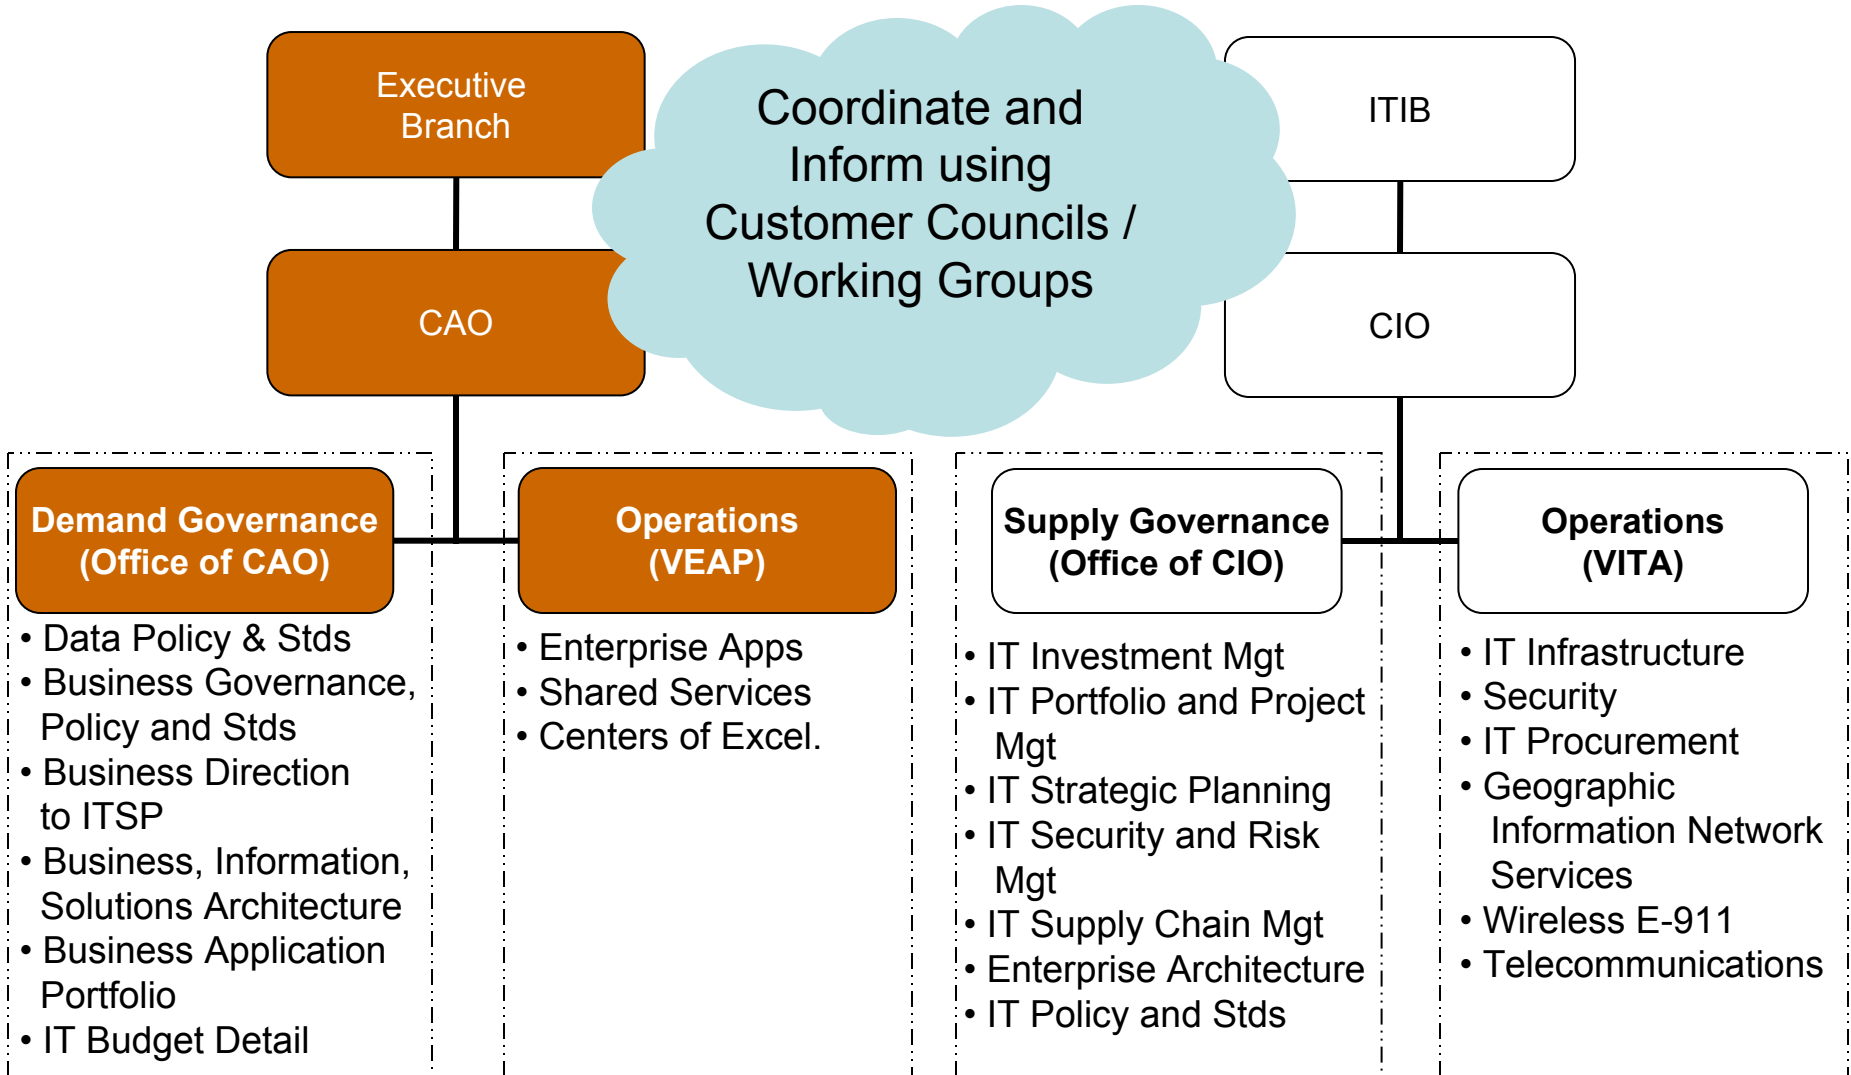 Executive
Branch
Coordinate and
Inform using
Customer Councils /
Working Groups
ITIB
CAO
CIO
Demand Governance
(Office of CAO)
• Data Policy & Stds
• Business Governance,
Policy and Stds
• Business Direction
to ITSP
• Business, Information,
Solutions Architecture
• Business Application
Portfolio
• IT Budget Detail
Operations
(VEAP)
• Enterprise Apps
• Shared Services
• Centers of Excel.
Supply Governance
(Office of CIO)
• IT Investment Mgt
• IT Portfolio and Project
Mgt
• IT Strategic Planning
• IT Security and Risk
Mgt
• IT Supply Chain Mgt
• Enterprise Architecture
• IT Policy and Stds
Operations
(VITA)
• IT Infrastructure
• Security
• IT Procurement
• Geographic
Information Network
Services
• Wireless E-911
• Telecommunications